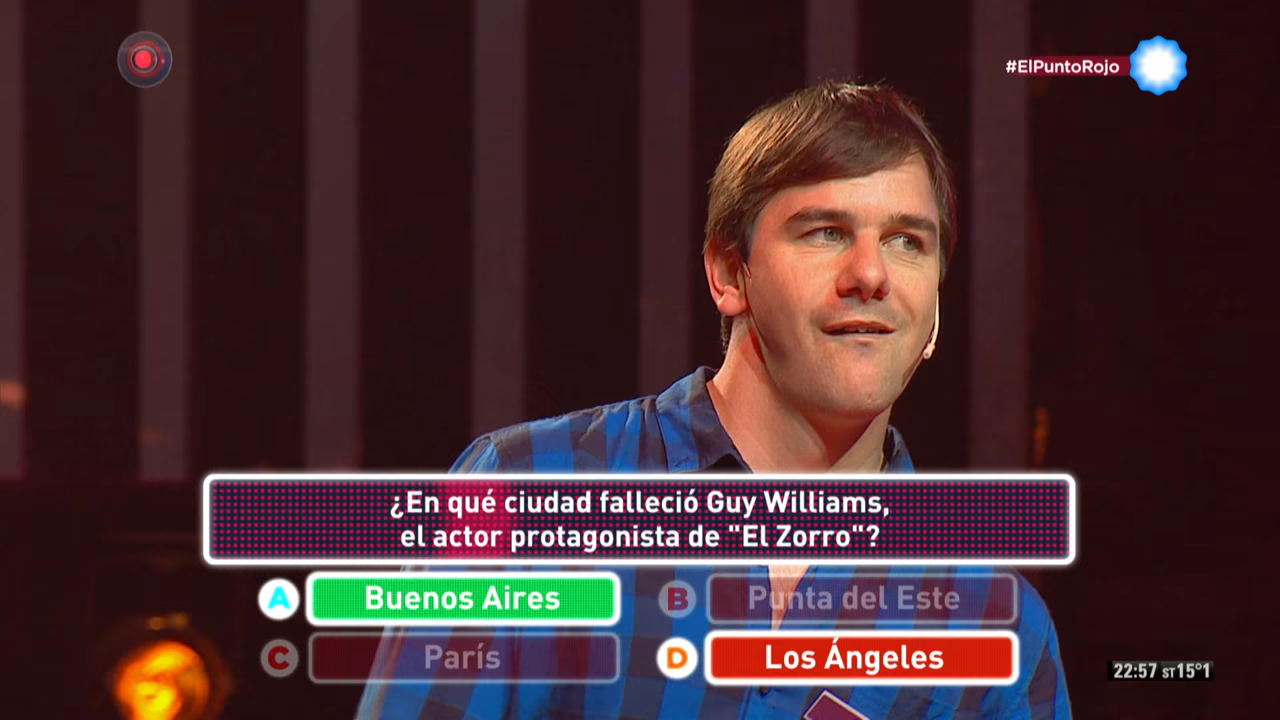 #ElPuntoRojo
¿En qué ciudad falleció Guy Williams,
el actor protagonista de "El Zorro"?
A Buenos Aires
B Punta del Este
C París
D Los Ángeles
22:57 ST 15°1